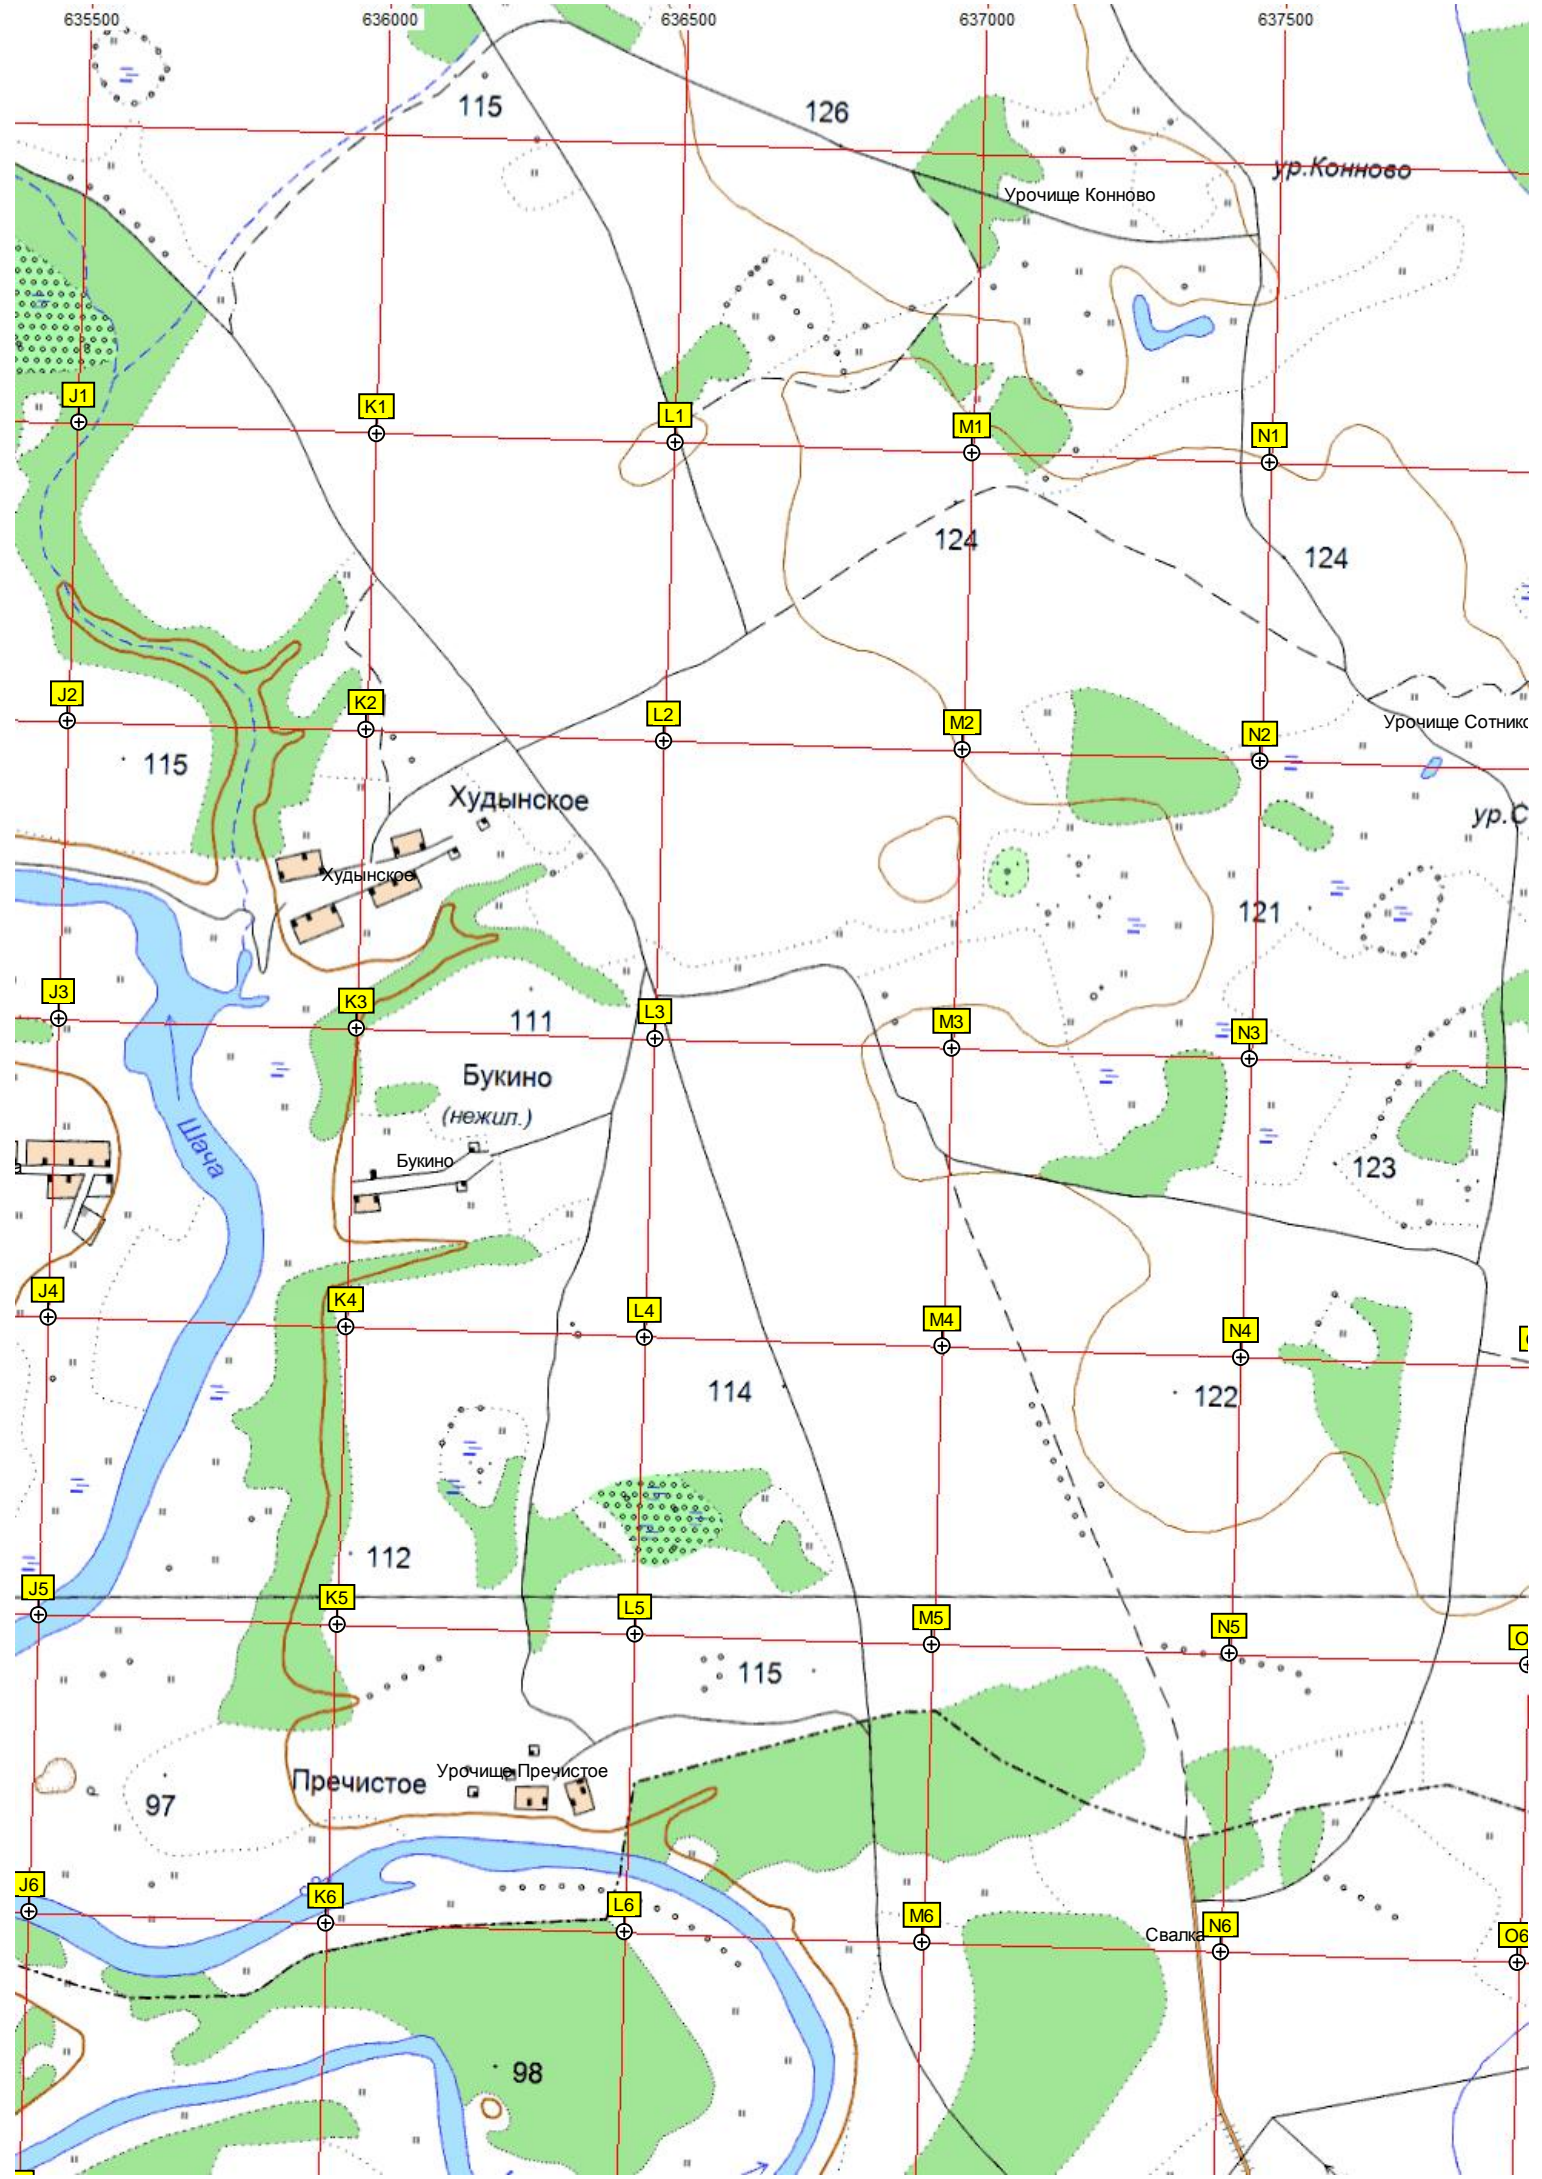 635500 636000 636500 637000 637500
115 126
ур.Конново
Урочище Конново
J1 K1 L1 M1 N1
124 124
J2 K2 L2 M2 N2
Урочище Сотнико
115
Худынское
ур.С
Худынское
121
J3 K3 L3 M3 N3
111
Букино
(нежил.)
Шача
Букино
123
J4 K4 L4 M4 N4
114 122
112
J5 K5 L5 M5 N5 O
115
Урочище Пречистое
Пречистое
97
J6 K6 L6 M6 N6 O6
Свалка
98